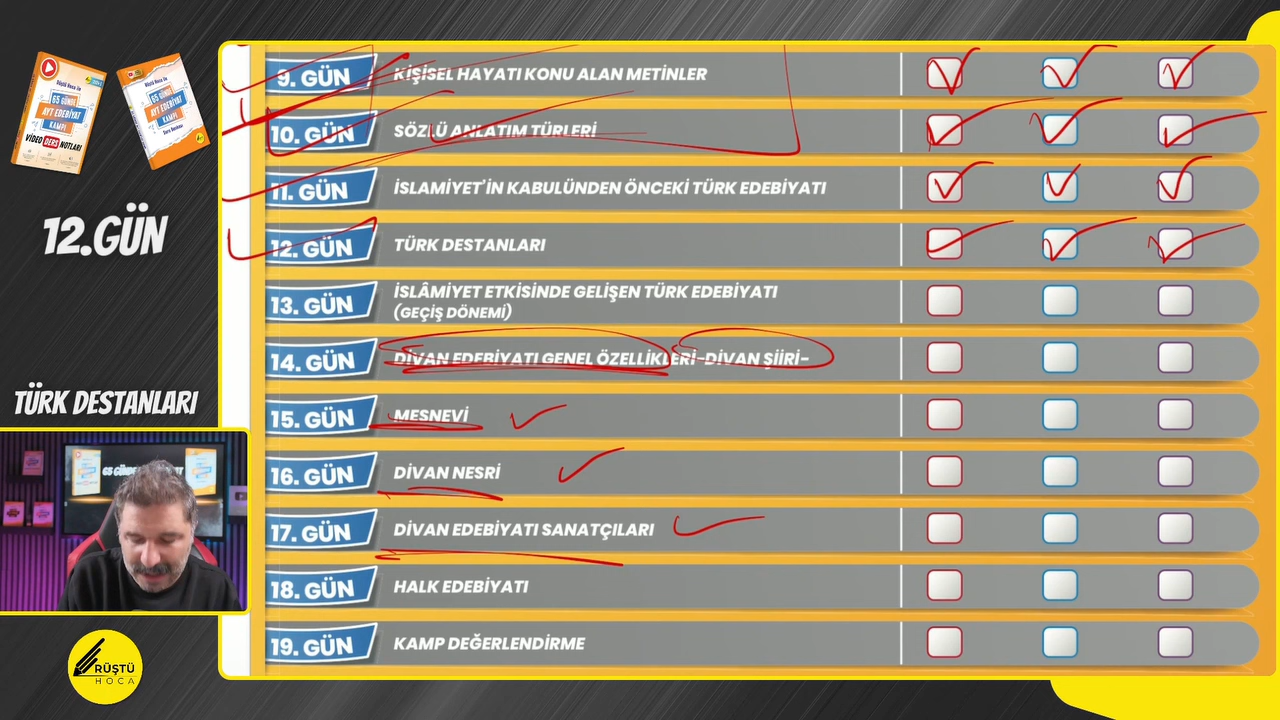 Rüştü Hoca ile
65 GÜNDE
AYT EDEBİYAT
KAMPI
VİDEO DERS NOTLARI
Rüştü Hoca ile
65 GÜNDE
AYT EDEBİYAT
KAMPI
Soru Bankası
12.GÜN
TÜRK DESTANLARI
RÜŞTÜ
HOCA
9. GÜN KİŞİSEL HAYATI KONU ALAN METİNLER
10. GÜN SÖZLÜ ANLATIM TÜRLERİ
11. GÜN İSLAMİYET'İN KABULÜNDEN ÖNCEKİ TÜRK EDEBİYATI
12. GÜN TÜRK DESTANLARI
13. GÜN İSLÂMİYET ETKİSİNDE GELİŞEN TÜRK EDEBİYATI
(GEÇİŞ DÖNEMİ)
14. GÜN DİVAN EDEBİYATI GENEL ÖZELLİKLERİ-DİVAN ŞİİRİ-
15. GÜN MESNEVİ
16. GÜN DİVAN NESRİ
17. GÜN DİVAN EDEBİYATI SANATÇILARI
18. GÜN HALK EDEBİYATI
19. GÜN KAMP DEĞERLENDİRME